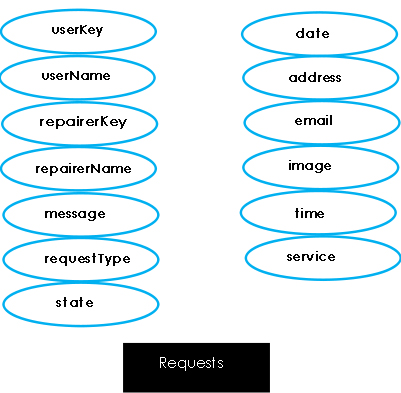 userKey
userName
repairerKey
repairerName
message
requestType
state
date
address
email
image
time
service
Requests